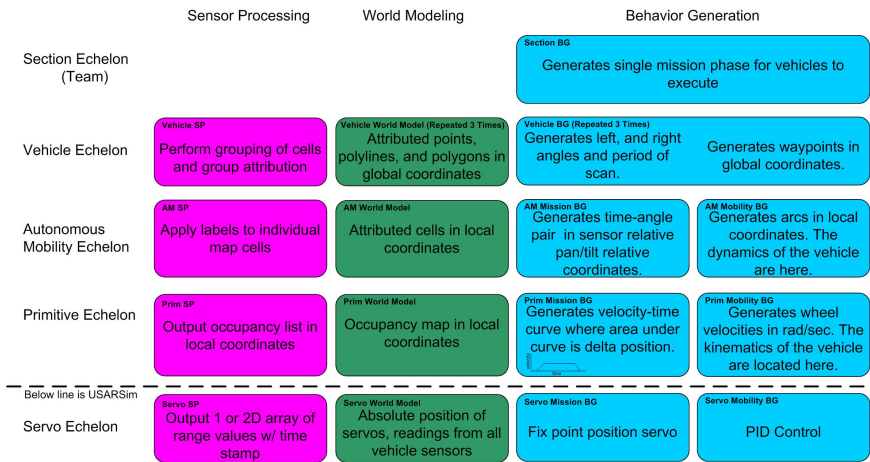 Sensor Processing
World Modeling
Behavior Generation
Section Echelon
(Team)
Section BG
Generates single mission phase for vehicles to
execute
Vehicle Echelon
Vehicle SP
Perform grouping of cells
and group attribution
Vehicle World Model (Repeated 3 Times)
Attributed points,
polylines, and polygons in
global coordinates
Vehicle BG (Repeated 3 Times)
Generates left, and right
angles and period of
scan.
Generates waypoints in
global coordinates.
Autonomous
Mobility Echelon
AM SP
Apply labels to individual
map cells
AM World Model
Attributed cells in local
coordinates
AM Mission BG
Generates time-angle
pair in sensor relative
pan/tilt relative
coordinates.
AM Mobility BG
Generates arcs in local
coordinates. The
dynamics of the vehicle
are here.
Primitive Echelon
Prim SP
Output occupancy list in
local coordinates
Prim World Model
Occupancy map in local
coordinates
Prim Mission BG
Generates velocity-time
curve where area under
curve is delta position.
velocity
time
Prim Mobility BG
Generates wheel
velocities in rad/sec. The
kinematics of the vehicle
are located here.
Below line is USARSim
Servo Echelon
Servo SP
Output 1 or 2D array of
range values w/ time
stamp
Servo World Model
Absolute position of
servos, readings from all
vehicle sensors
Servo Mission BG
Fix point position servo
Servo Mobility BG
PID Control